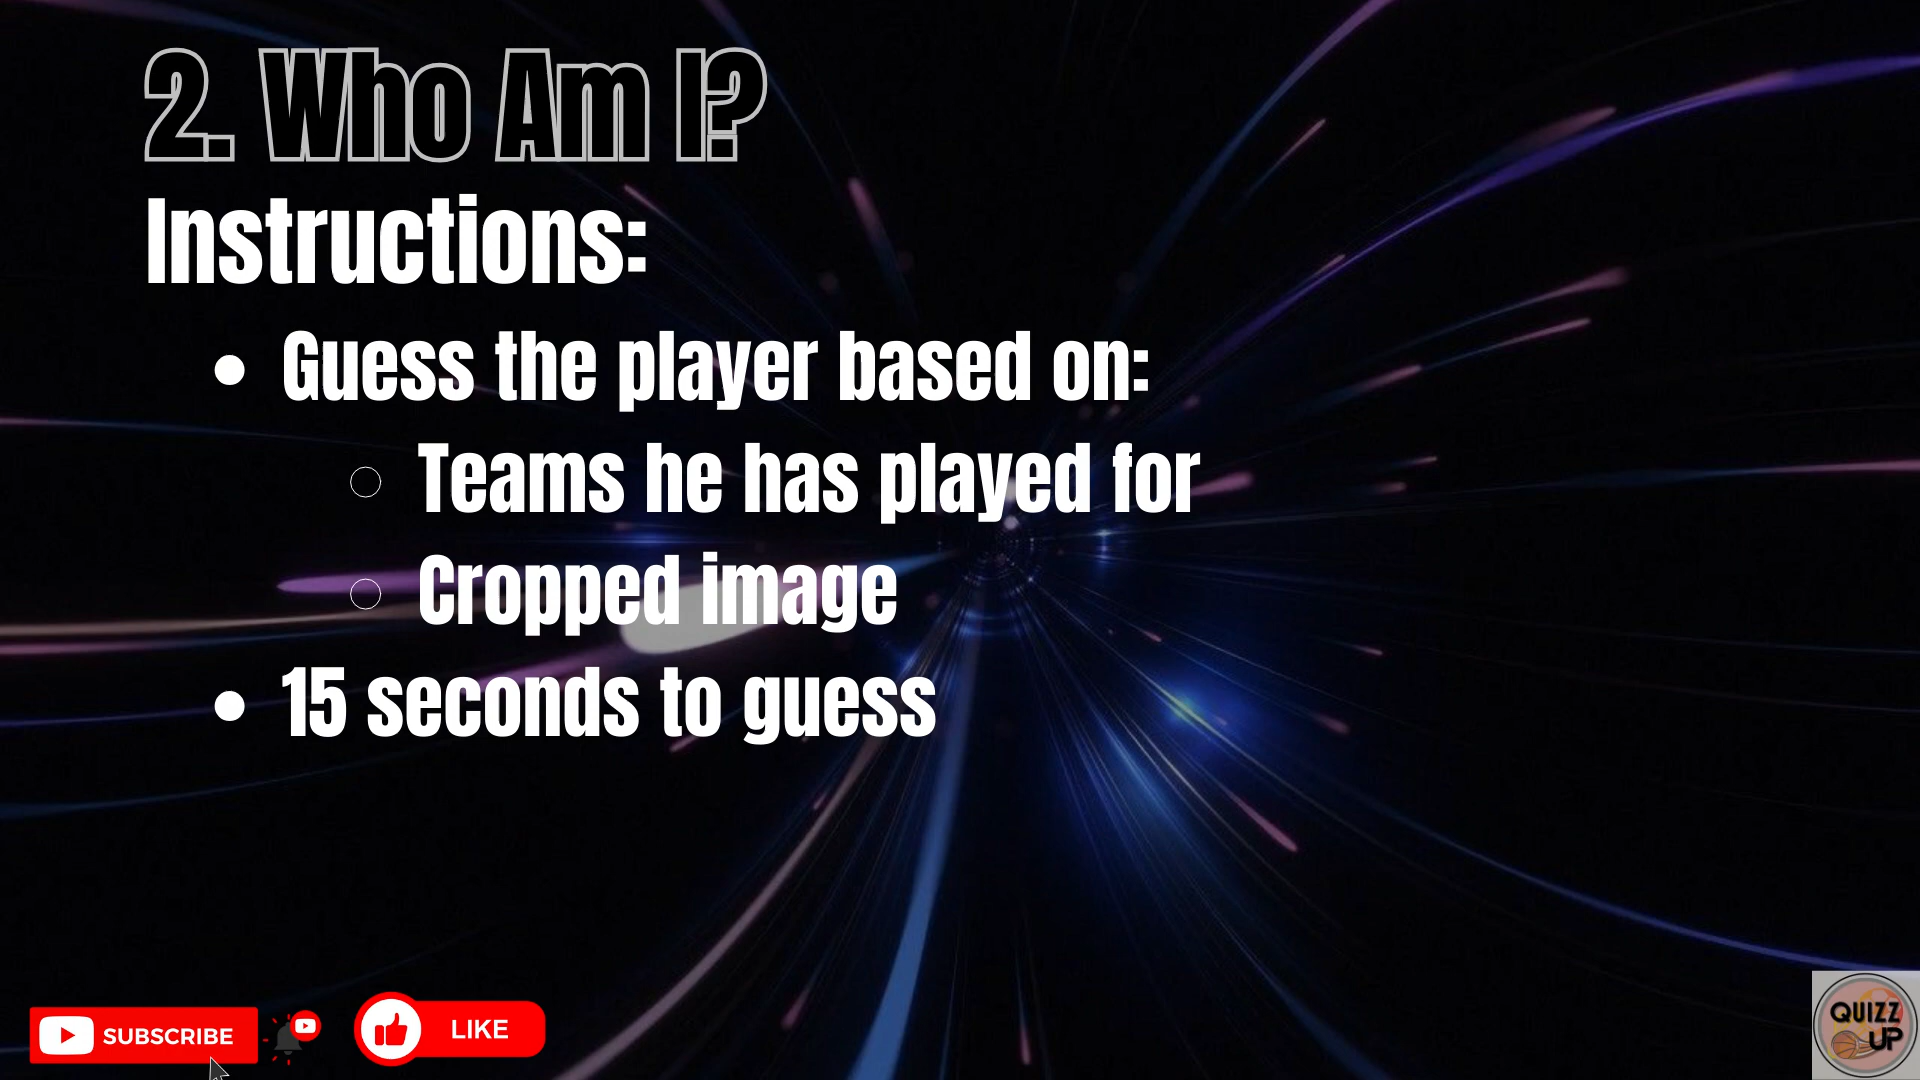 2. Who Am I?
Instructions:
Guess the player based on:
Teams he has played for
Cropped image
15 seconds to guess
SUBSCRIBE
LIKE
QUIZZ
UP